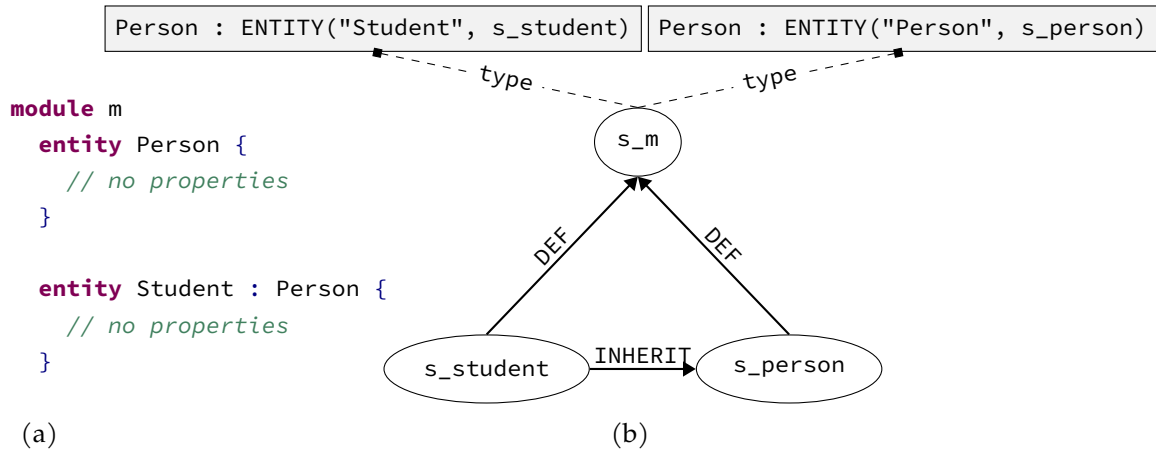 Person : ENTITY("Student", s_student)
Person : ENTITY("Person", s_person)
type
type
module m
entity Person {
// no properties
}
entity Student : Person {
// no properties
}
s_m
DEF
DEF
s_student
INHERIT
s_person
(a)
(b)